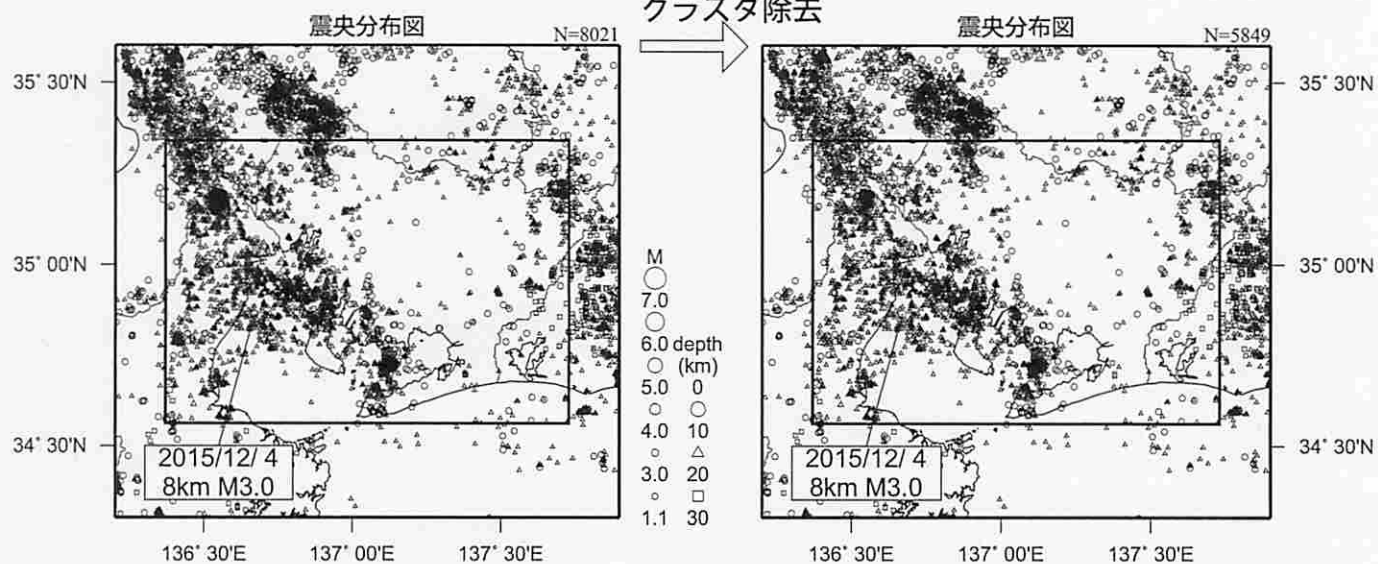 クラスタ除去
震央分布図
N=8021
35˚ 30'N
35˚ 00'N
34˚ 30'N
136˚ 30'E
137˚ 00'E
137˚ 30'E
2015/12/ 4
8km M3.0
M
7.0
6.0 depth
(km)
5.0 0
4.0 10
3.0 20
1.1 30
震央分布図
N=5849
35˚ 30'N
35˚ 00'N
34˚ 30'N
136˚ 30'E
137˚ 00'E
137˚ 30'E
2015/12/ 4
8km M3.0